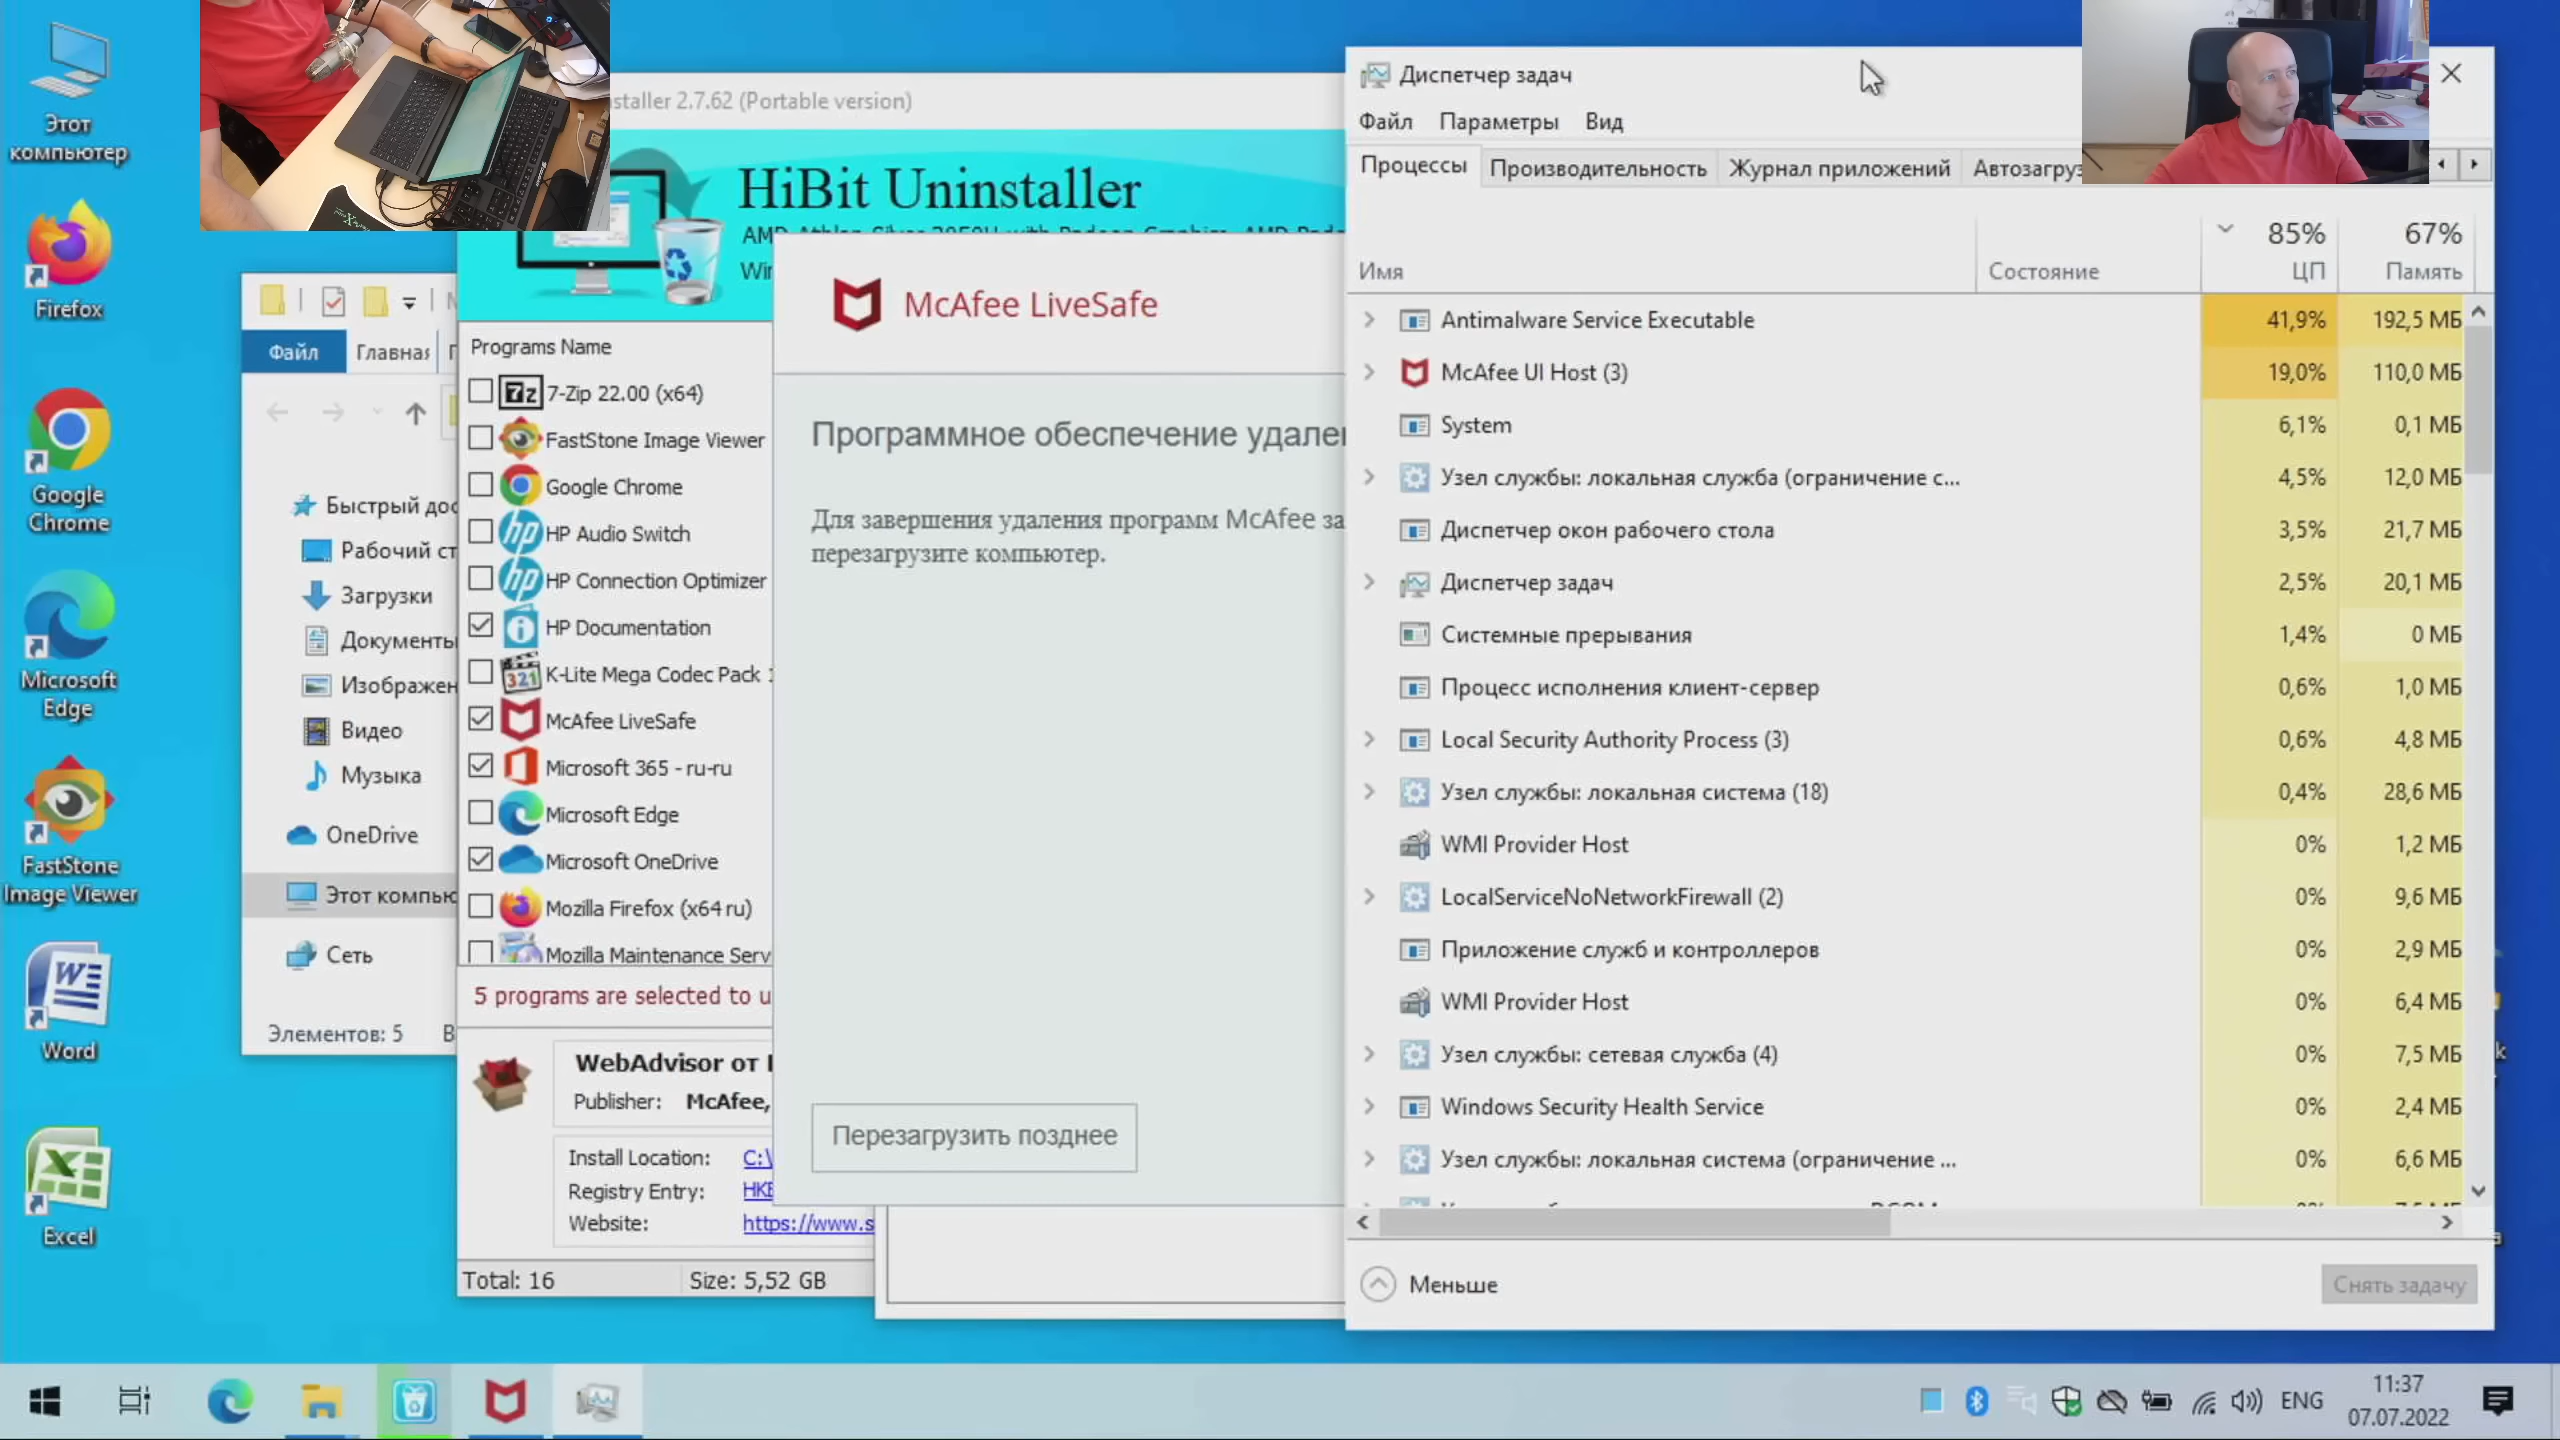 Этот
компьютер
Firefox
Google
Chrome
Microsoft
Edge
FastStone
Image Viewer
Word
Excel
Файл
Главная
Быстрый дос
Рабочий ст
Загрузки
Документы
Изображен
Видео
Музыка
OneDrive
Этот компью
Сеть
Элементов: 5
staller 2.7.62 (Portable version)
HiBit Uninstaller
Programs Name
7-Zip 22.00 (x64)
FastStone Image Viewer
Google Chrome
HP Audio Switch
HP Connection Optimizer
HP Documentation
K-Lite Mega Codec Pack
McAfee LiveSafe
Microsoft 365 - ru-ru
Microsoft Edge
Microsoft OneDrive
Mozilla Firefox (x64 ru)
Mozilla Maintenance Serv
5 programs are selected to u
WebAdvisor от
Publisher: McAfee,
Install Location: C:\
Registry Entry: HKE
Website: https://www.s
Total: 16 Size: 5,52 GB
McAfee LiveSafe
Программное обеспечение удале
Для завершения удаления программ McAfee за
перезагрузите компьютер.
Перезагрузить позднее
Диспетчер задач
Файл Параметры Вид
Процессы Производительность Журнал приложений Автозагруз
85% 67%
Имя Состояние ЦП Память
Antimalware Service Executable 41,9% 192,5 МБ
McAfee UI Host (3) 19,0% 110,0 МБ
System 6,1% 0,1 МБ
Узел службы: локальная служба (ограничение с... 4,5% 12,0 МБ
Диспетчер окон рабочего стола 3,5% 21,7 МБ
Диспетчер задач 2,5% 20,1 МБ
Системные прерывания 1,4% 0 МБ
Процесс исполнения клиент-сервер 0,6% 1,0 МБ
Local Security Authority Process (3) 0,6% 4,8 МБ
Узел службы: локальная система (18) 0,4% 28,6 МБ
WMI Provider Host 0% 1,2 МБ
LocalServiceNoNetworkFirewall (2) 0% 9,6 МБ
Приложение служб и контроллеров 0% 2,9 МБ
WMI Provider Host 0% 6,4 МБ
Узел службы: сетевая служба (4) 0% 7,5 МБ
Windows Security Health Service 0% 2,4 МБ
Узел службы: локальная система (ограничение ... 0% 6,6 МБ
Меньше
Снять задачу
ENG
11:37
07.07.2022